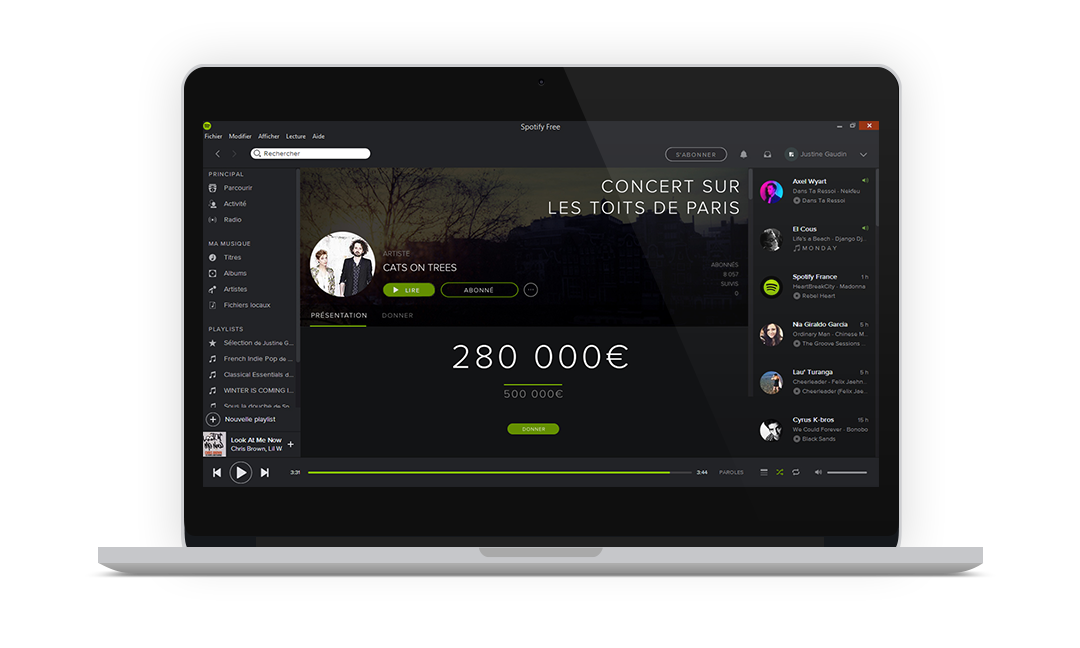 Spotify Free
Fichier Modifier Afficher Lecture Aide
Rechercher
S'ABONNER
Justine Gaudin
PRINCIPAL
Parcourir
Activité
Radio
MA MUSIQUE
Titres
Albums
Artistes
Fichiers locaux
PLAYLISTS
Sélection de Justine G...
French Indie Pop de ...
Classical Essentials d...
WINTER IS COMING I...
Sous la douche de Sp...
Nouvelle playlist
Look At Me Now
Chris Brown, Lil W
CONCERT SUR
LES TOITS DE PARIS
ARTISTE
CATS ON TREES
LIRE
ABONNÉ
ABONNÉS
8 057
SUIVIS
0
PRÉSENTATION
DONNER
280 000€
500 000€
DONNER
Axel Wyart
Dans Ta Ressoi - Nekfeu
Dans Ta Ressoi
El Cous
Life's a Beach - Django Dj...
MONDAY
Spotify France 1 h
HeartBreakCity - Madonna
Rebel Heart
Nia Giraldo Garcia 5 h
Ordinary Man - Chinese M...
The Groove Sessions ...
Lau' Turanga 5 h
Cheerleader - Felix Jaehn...
Cheerleader (Felix Jae...
Cyrus K-bros 15 h
We Could Forever - Bonobo
Black Sands
3:31
3:44
PAROLES